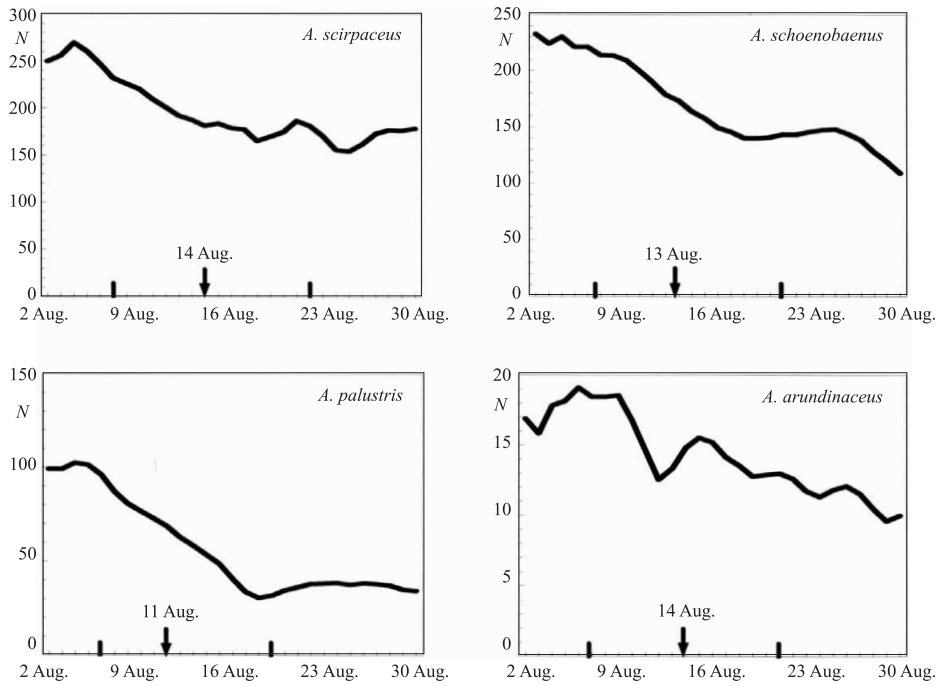 300
N
A. scirpaceus
250
200
150
100
50
14 Aug.
0
2 Aug. 9 Aug. 16 Aug. 23 Aug. 30 Aug.
250
N
A. schoenobaenus
200
150
100
50
13 Aug.
0
2 Aug. 9 Aug. 16 Aug. 23 Aug. 30 Aug.
150
N
A. palustris
100
50
11 Aug.
0
2 Aug. 9 Aug. 16 Aug. 23 Aug. 30 Aug.
20
N
A. arundinaceus
15
10
5
14 Aug.
0
2 Aug. 9 Aug. 16 Aug. 23 Aug. 30 Aug.